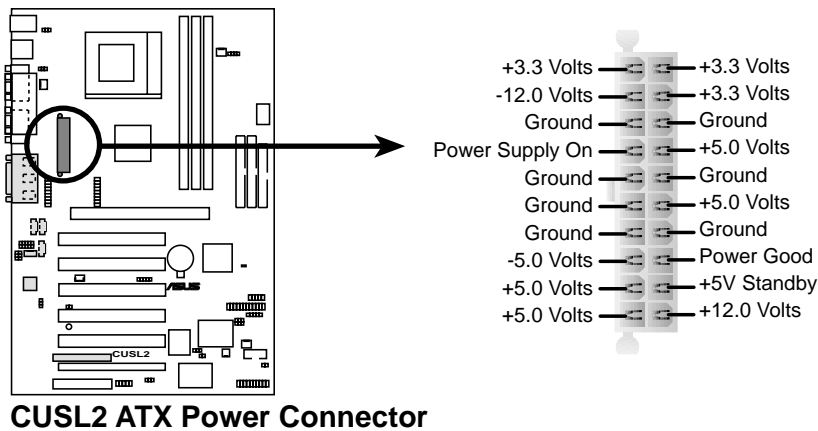 +3.3 Volts +3.3 Volts
-12.0 Volts +3.3 Volts
Ground Ground
Power Supply On +5.0 Volts
Ground Ground
Ground +5.0 Volts
Ground Ground
-5.0 Volts Power Good
+5.0 Volts +5V Standby
+5.0 Volts +12.0 Volts
/ISUS
CUSL2
CUSL2 ATX Power Connector